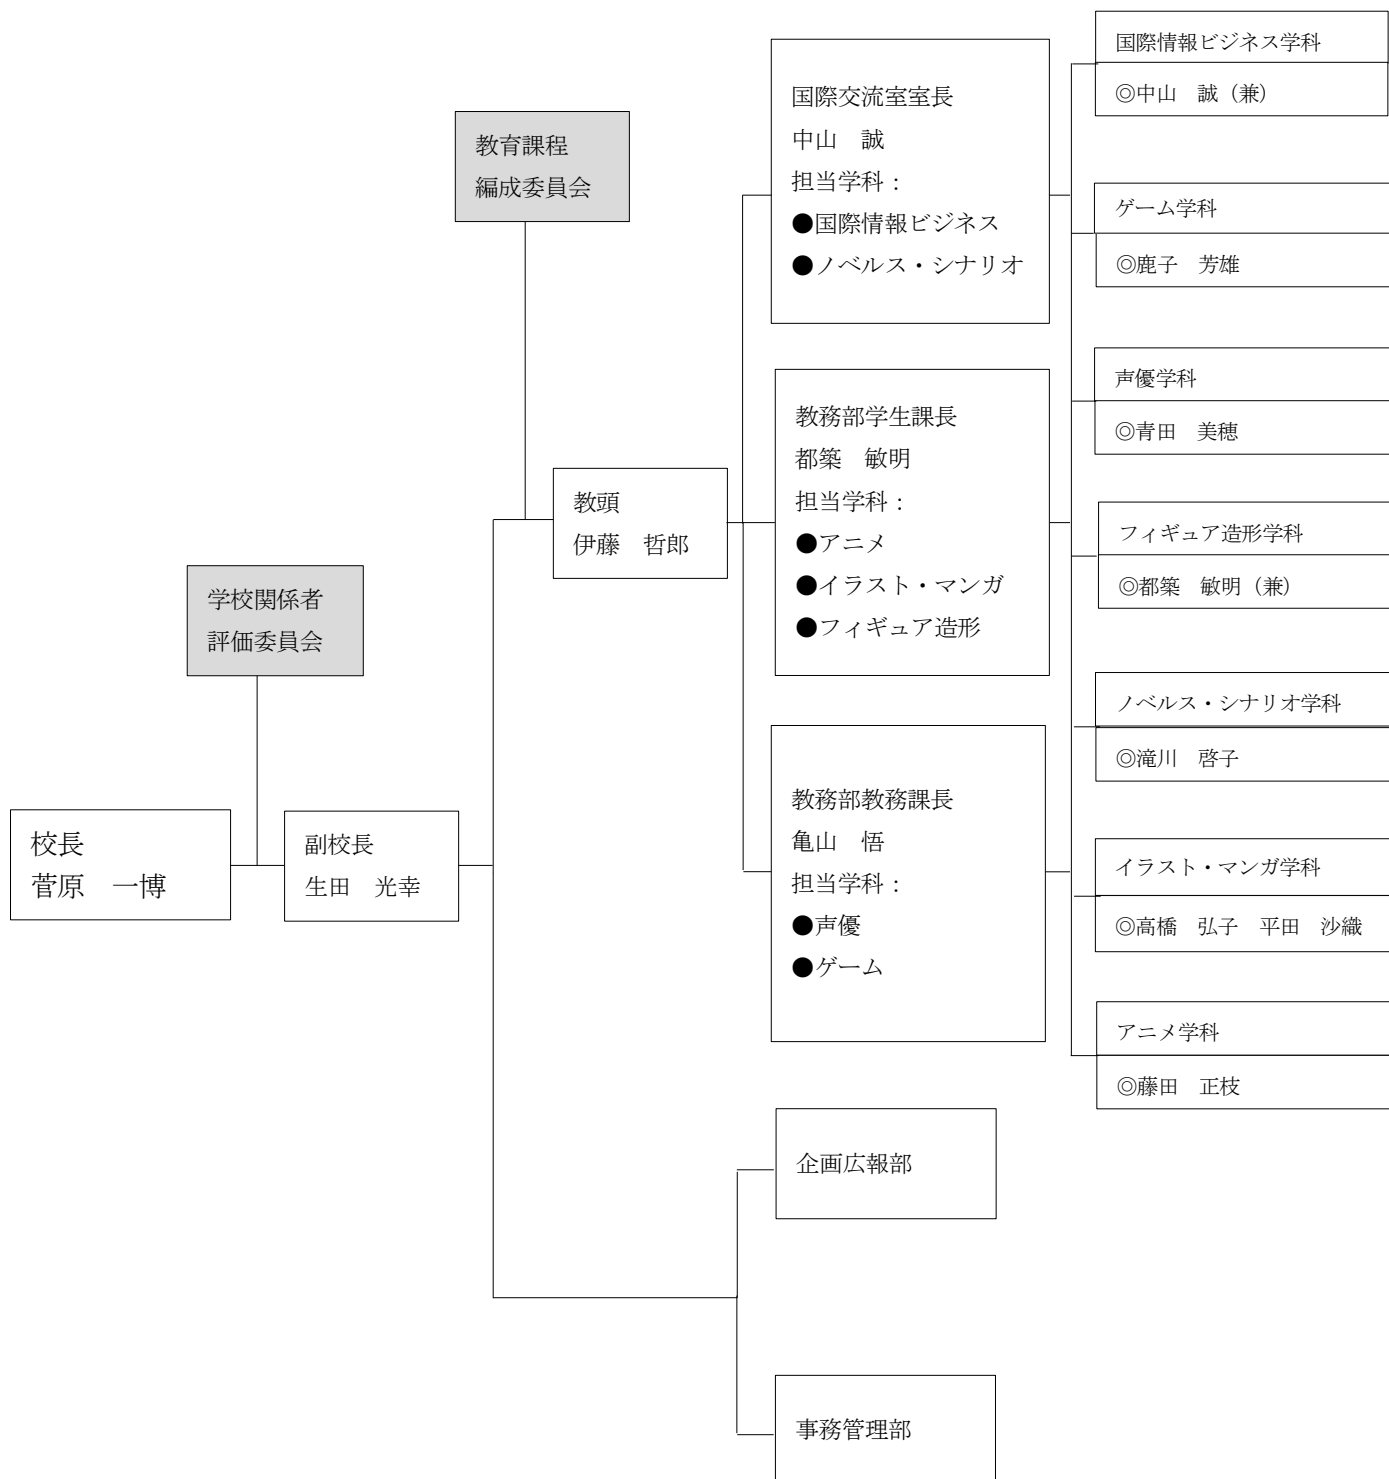 校長
菅原　一博
学校関係者
評価委員会
副校長
生田　光幸
教育課程
編成委員会
教頭
伊藤　哲郎
国際交流室室長
中山　誠
担当学科：
●国際情報ビジネス
●ノベルス・シナリオ
教務部学生課長
都築　敏明
担当学科：
●アニメ
●イラスト・マンガ
●フィギュア造形
教務部教務課長
亀山　悟
担当学科：
●声優
●ゲーム
企画広報部
事務管理部
国際情報ビジネス学科
◎中山　誠（兼）
ゲーム学科
◎鹿子　芳雄
声優学科
◎青田　美穂
フィギュア造形学科
◎都築　敏明（兼）
ノベルス・シナリオ学科
◎滝川　啓子
イラスト・マンガ学科
◎高橋　弘子　平田　沙織
アニメ学科
◎藤田　正枝